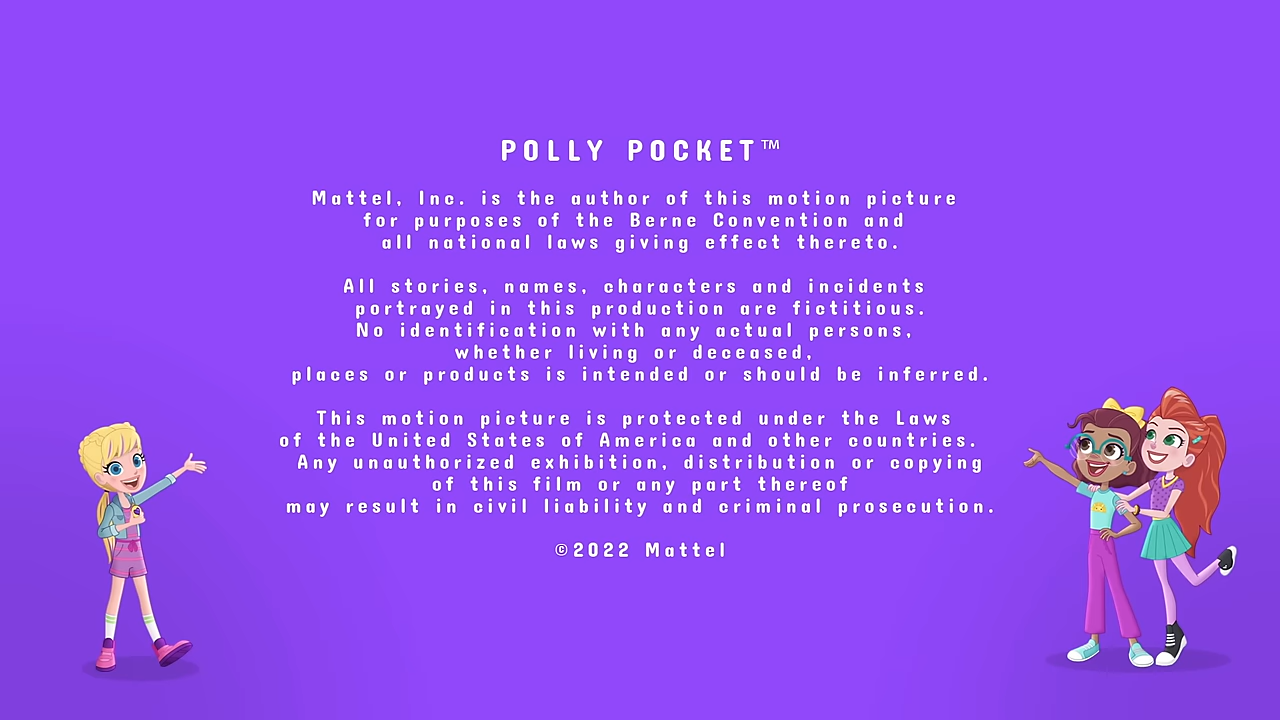 POLLY POCKET™
Mattel, Inc. is the author of this motion picture
for purposes of the Berne Convention and
all national laws giving effect thereto.
All stories, names, characters and incidents
portrayed in this production are fictitious.
No identification with any actual persons,
whether living or deceased,
places or products is intended or should be inferred.
This motion picture is protected under the Laws
of the United States of America and other countries.
Any unauthorized exhibition, distribution or copying
of this film or any part thereof
may result in civil liability and criminal prosecution.
©2022 Mattel